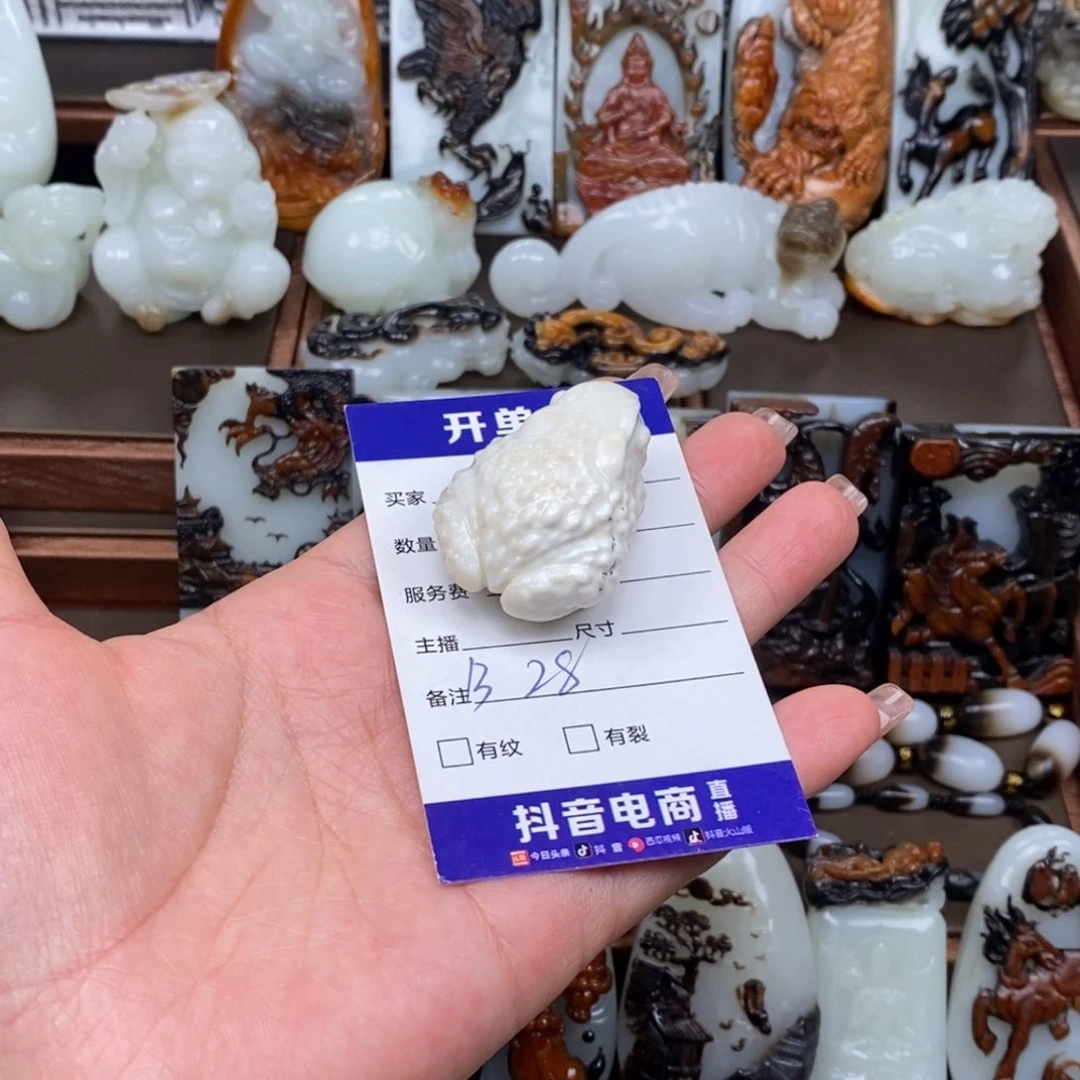 开单
买家
数量
服务费
主播 尺寸
备注 B 28
有纹 有裂
抖音电商 直播
今日头条 抖音 西瓜视频 抖音火山版